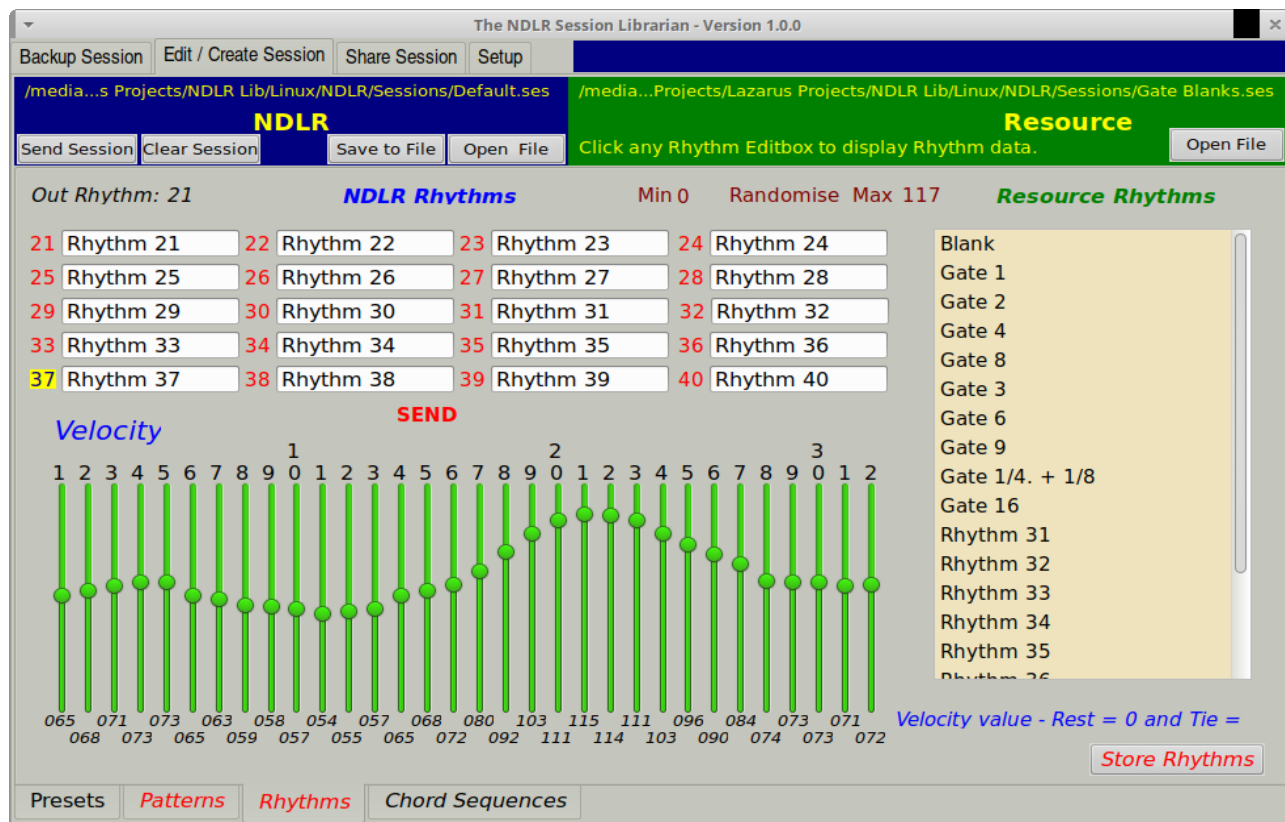 The NDLR Session Librarian - Version 1.0.0
Backup Session Edit / Create Session Share Session Setup
/media...s Projects/NDLR Lib/Linux/NDLR/Sessions/Default.ses
NDLR
Send Session Clear Session Save to File Open File
/media...Projects/Lazarus Projects/NDLR Lib/Linux/NDLR/Sessions/Gate Blanks.ses
Resource
Click any Rhythm Editbox to display Rhythm data. Open File
Out Rhythm: 21 NDLR Rhythms Min 0 Randomise Max 117 Resource Rhythms
21 Rhythm 21 22 Rhythm 22 23 Rhythm 23 24 Rhythm 24
25 Rhythm 25 26 Rhythm 26 27 Rhythm 27 28 Rhythm 28
29 Rhythm 29 30 Rhythm 30 31 Rhythm 31 32 Rhythm 32
33 Rhythm 33 34 Rhythm 34 35 Rhythm 35 36 Rhythm 36
37 Rhythm 37 38 Rhythm 38 39 Rhythm 39 40 Rhythm 40
SEND
Velocity
1 2 3
1 2 3 4 5 6 7 8 9 0 1 2 3 4 5 6 7 8 9 0 1 2 3 4 5 6 7 8 9 0 1 2
065 071 073 063 058 054 057 068 080 103 115 111 096 084 073 071
068 073 065 059 057 055 065 072 092 111 114 103 090 074 073 072
Blank
Gate 1
Gate 2
Gate 4
Gate 8
Gate 3
Gate 6
Gate 9
Gate 1/4. + 1/8
Gate 16
Rhythm 31
Rhythm 32
Rhythm 33
Rhythm 34
Rhythm 35
Rhythm 36
Velocity value - Rest = 0 and Tie =
Store Rhythms
Presets Patterns Rhythms Chord Sequences